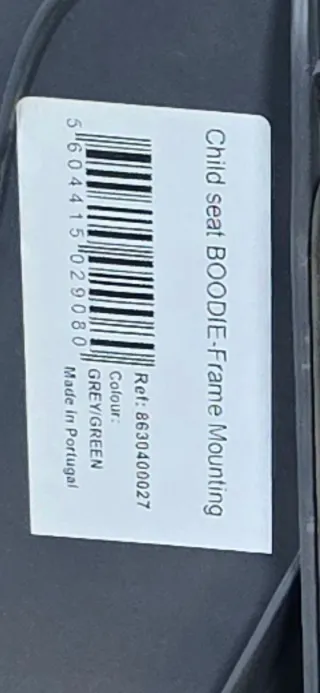 Child seat BOODIE-Frame Mounting
Ref: 8630400027
Colour:
GREY/GREEN
Made in Portugal
5 604415 029080